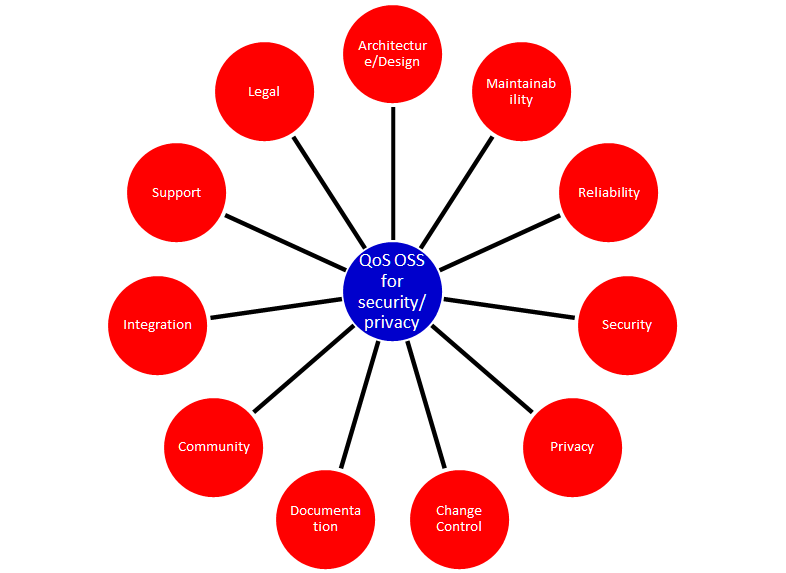 Architectur
e/Design
Maintainab
ility
Reliability
Security
Privacy
Change
Control
Documenta
tion
Community
Integration
Support
Legal
QoS OSS
for
security/
privacy